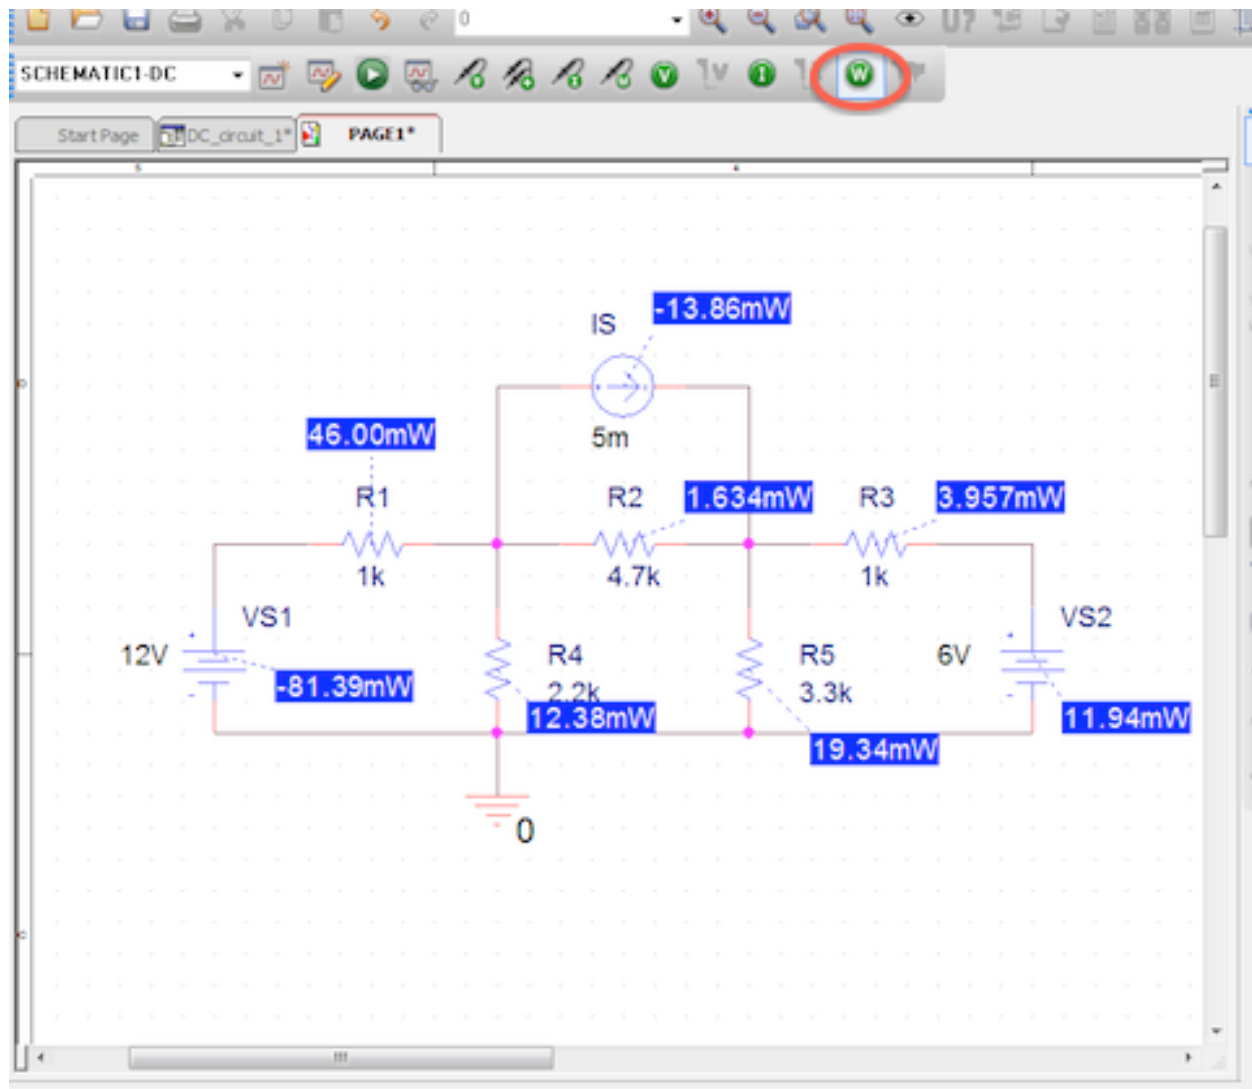 0
U?
SCHEMATIC1-DC
V
I
W
Start Page
DC_circuit_1*
PAGE1*
5
4
IS
-13.86mW
5m
46.00mW
R1
1k
R2
1.634mW
4.7k
R3
3.957mW
1k
VS1
12V
+
-
-81.39mW
R4
2.2k
12.38mW
R5
3.3k
19.34mW
VS2
6V
+
-
11.94mW
0